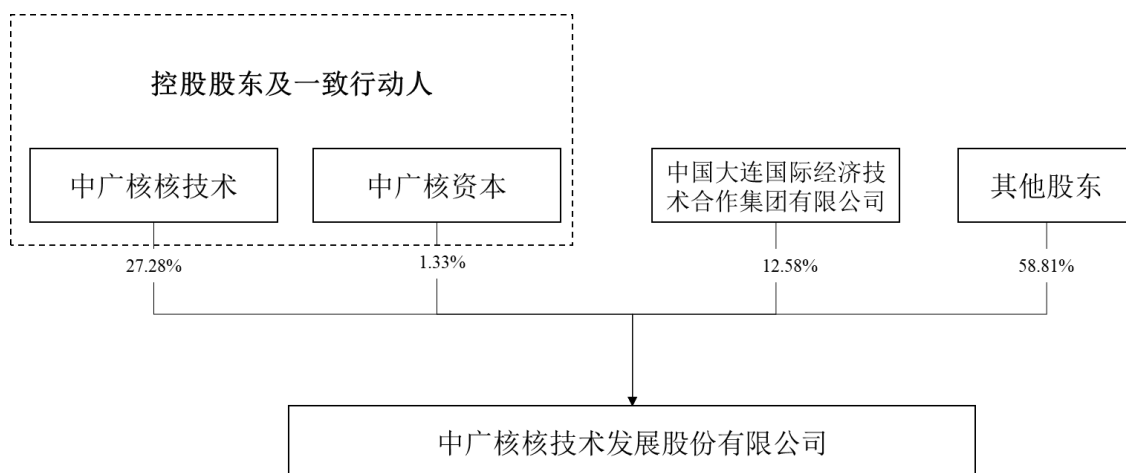 控股股东及一致行动人
中广核核技术
中广核资本
中国大连国际经济技
术合作集团有限公司
其他股东
27.28%
1.33%
12.58%
58.81%
中广核核技术发展股份有限公司